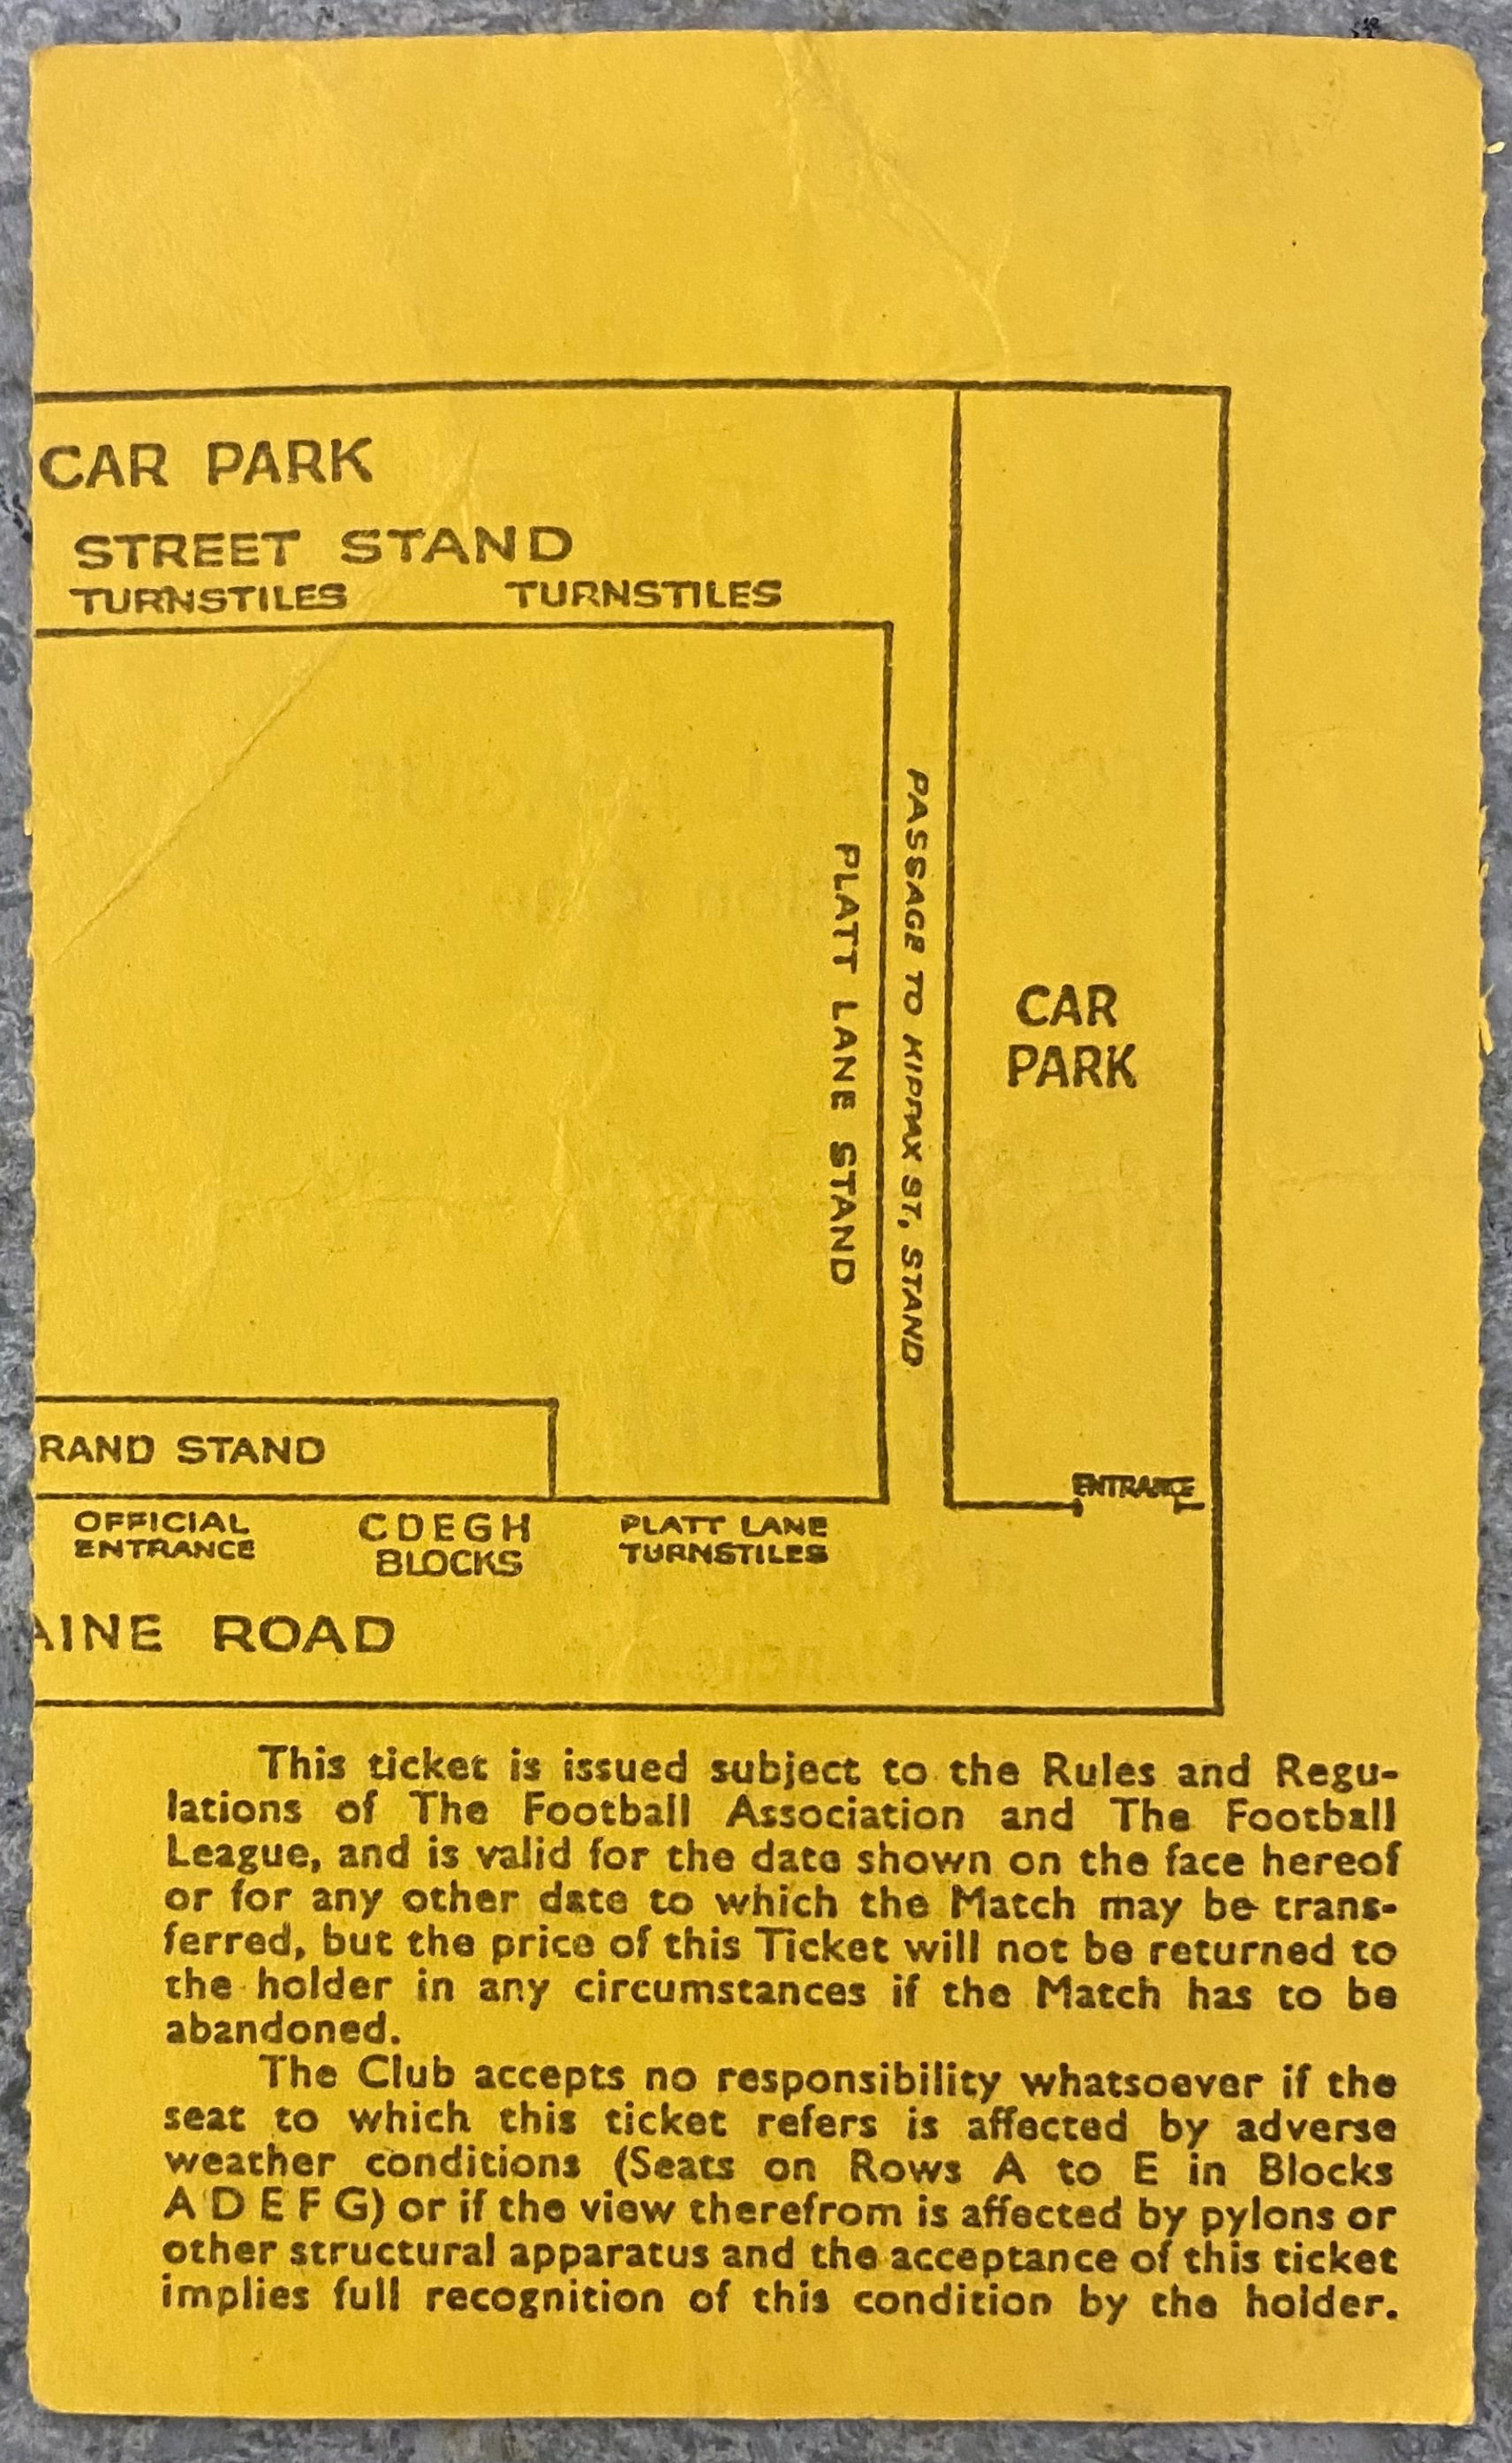 CAR PARK
STREET STAND
TURNSTILES TURNSTILES
PLATT LANE STAND
PASSAGE TO KIPPAX ST, STAND
CAR
PARK
RAND STAND
ENTRANCE
OFFICIAL
ENTRANCE
CDEGH
BLOCKS
PLATT LANE
TURNSTILES
AINE ROAD
This ticket is issued subject to the Rules and Regu-
lations of The Football Association and The Football
League, and is valid for the date shown on the face hereof
or for any other date to which the Match may be trans-
ferred, but the price of this Ticket will not be returned to
the holder in any circumstances if the Match has to be
abandoned.
The Club accepts no responsibility whatsoever if the
seat to which this ticket refers is affected by adverse
weather conditions (Seats on Rows A to E in Blocks
A D E F G) or if the view therefrom is affected by pylons or
other structural apparatus and the acceptance of this ticket
implies full recognition of this condition by the holder.